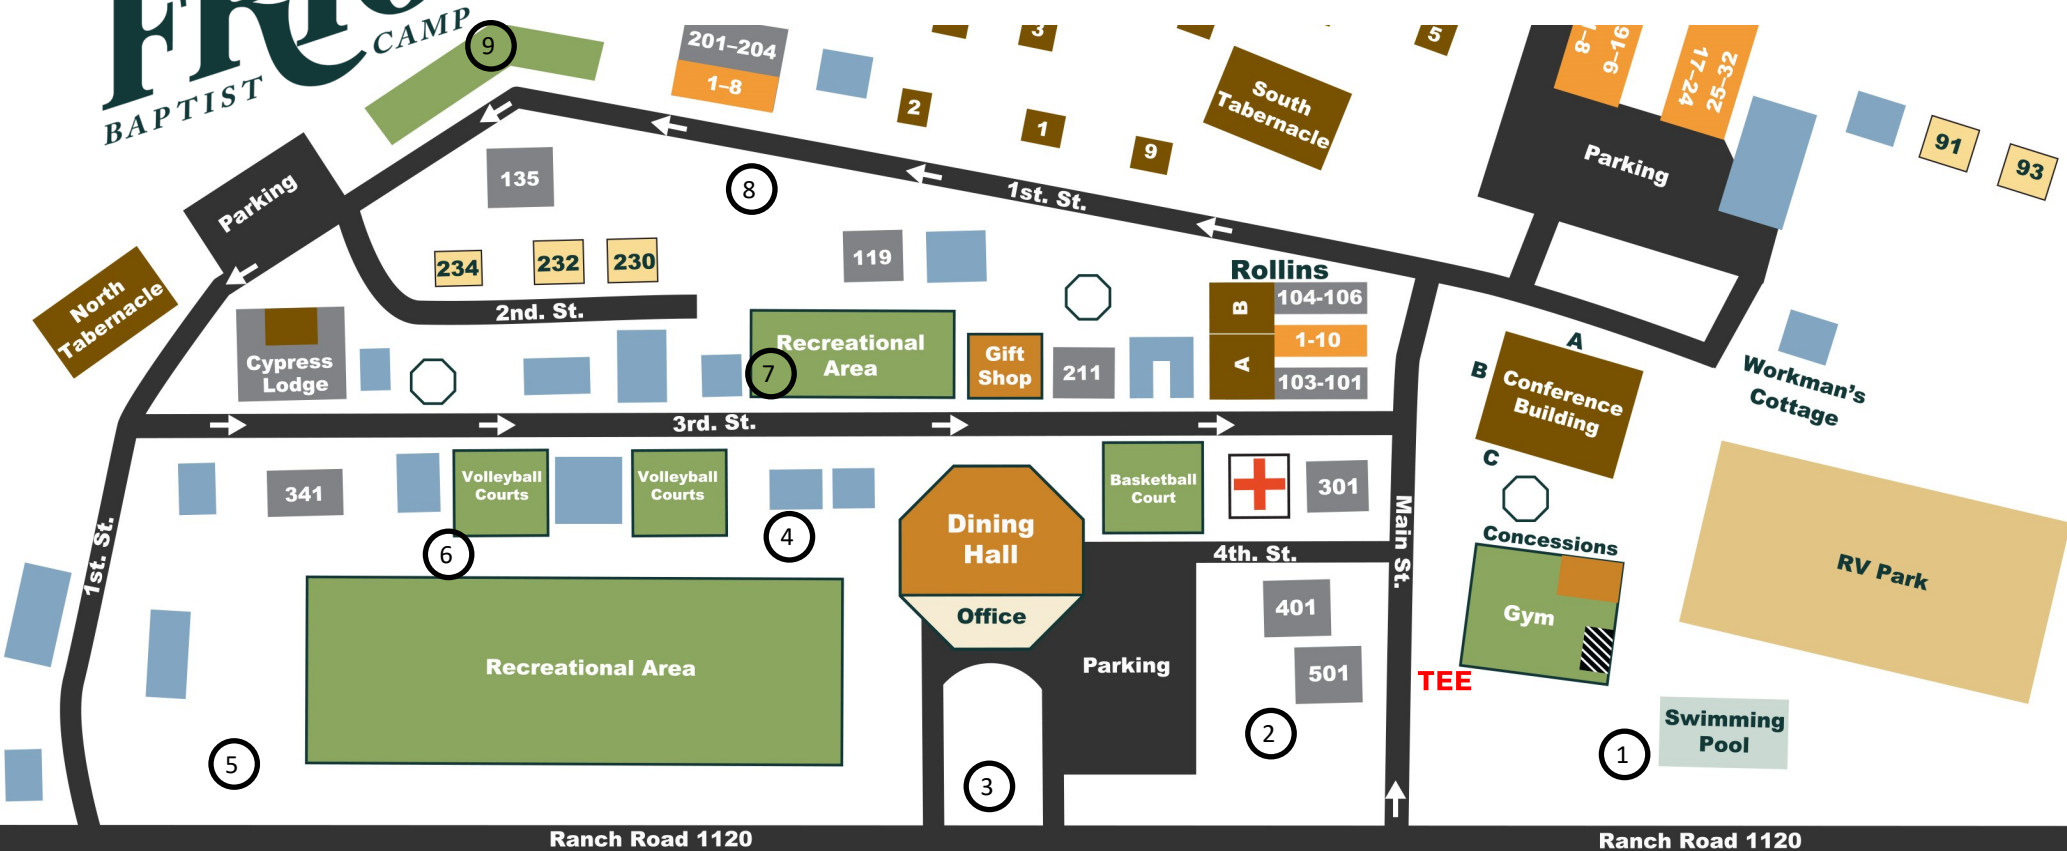 CAMP
BAPTIST
9
201–204
1–8
3
5
9–16
17–24
25–32
2
1
9
South
Tabernacle
Parking
91
93
135
8
1st. St.
Parking
234
232
230
119
2nd. St.
North
Tabernacle
Rollins
B
104-106
1-10
A
103-101
Cypress
Lodge
7
Recreational
Area
Gift
Shop
211
A
B
Conference
Building
C
Workman's
Cottage
3rd. St.
341
Volleyball
Courts
Volleyball
Courts
Basketball
Court
301
Dining
Hall
Office
4
6
4th. St.
Main St.
Concessions
Gym
RV Park
1st. St.
401
501
Recreational Area
Parking
TEE
Swimming
Pool
5
3
2
1
Ranch Road 1120
Ranch Road 1120